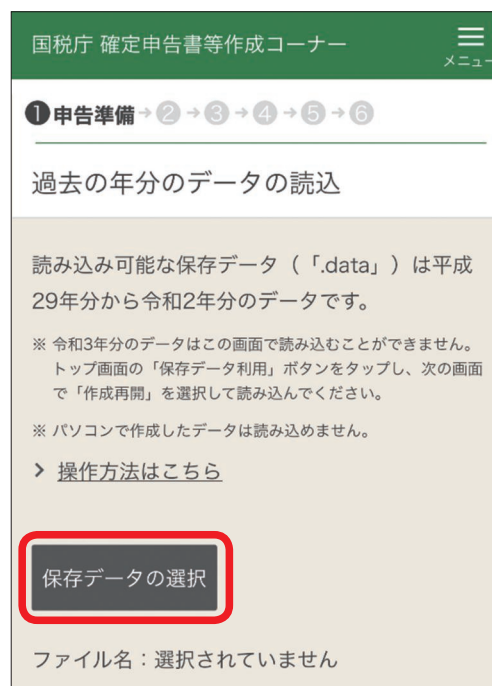 国税庁 確定申告書等作成コーナー
メニュー
❶申告準備→②→③→④→⑤→⑥
過去の年分のデータの読込
読み込み可能な保存データ（「.data」）は平成
29年分から令和2年分のデータです。
※ 令和3年分のデータはこの画面で読み込むことができません。
トップ画面の「保存データ利用」ボタンをタップし、次の画面
で「作成再開」を選択して読み込んでください。
※ パソコンで作成したデータは読み込めません。
> 操作方法はこちら
保存データの選択
ファイル名：選択されていません